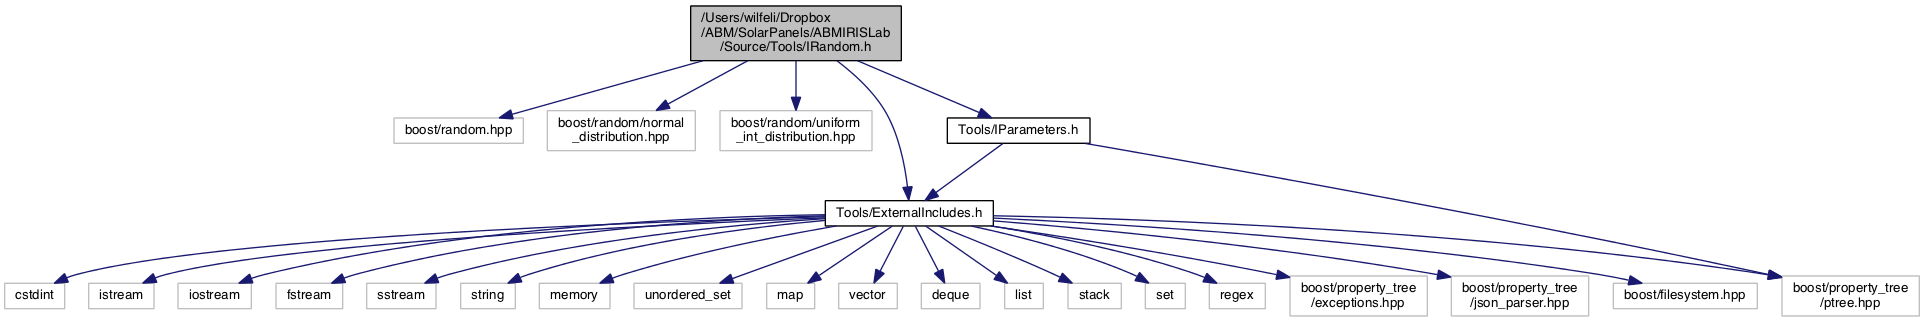 /Users/wilfeli/Dropbox
/ABM/SolarPanels/ABMIRISLab
/Source/Tools/IRandom.h
boost/random.hpp
boost/random/normal
_distribution.hpp
boost/random/uniform
_int_distribution.hpp
Tools/IParameters.h
Tools/ExternalIncludes.h
cstdint
istream
iostream
fstream
sstream
string
memory
unordered_set
map
vector
deque
list
stack
set
regex
boost/property_tree
/exceptions.hpp
boost/property_tree
/json_parser.hpp
boost/filesystem.hpp
boost/property_tree
/ptree.hpp